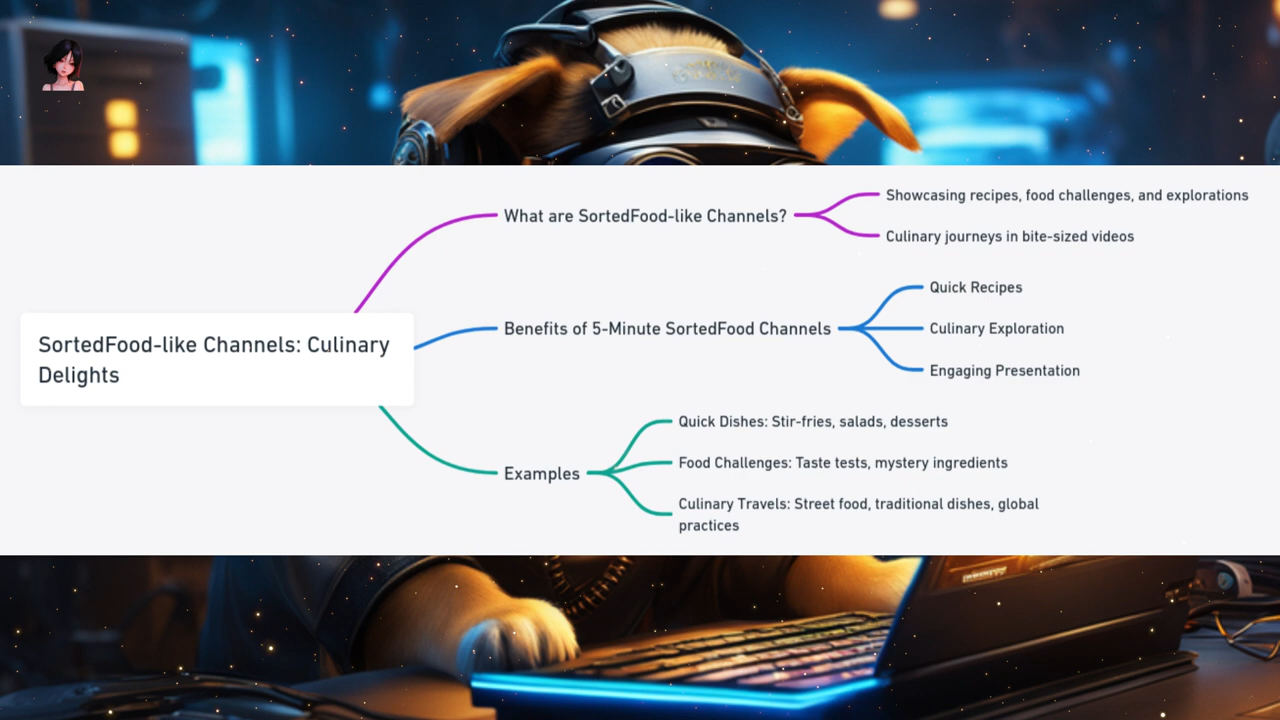 SortedFood-like Channels: Culinary
Delights
What are SortedFood-like Channels?
Showcasing recipes, food challenges, and explorations
Culinary journeys in bite-sized videos
Benefits of 5-Minute SortedFood Channels
Quick Recipes
Culinary Exploration
Engaging Presentation
Examples
Quick Dishes: Stir-fries, salads, desserts
Food Challenges: Taste tests, mystery ingredients
Culinary Travels: Street food, traditional dishes, global
practices